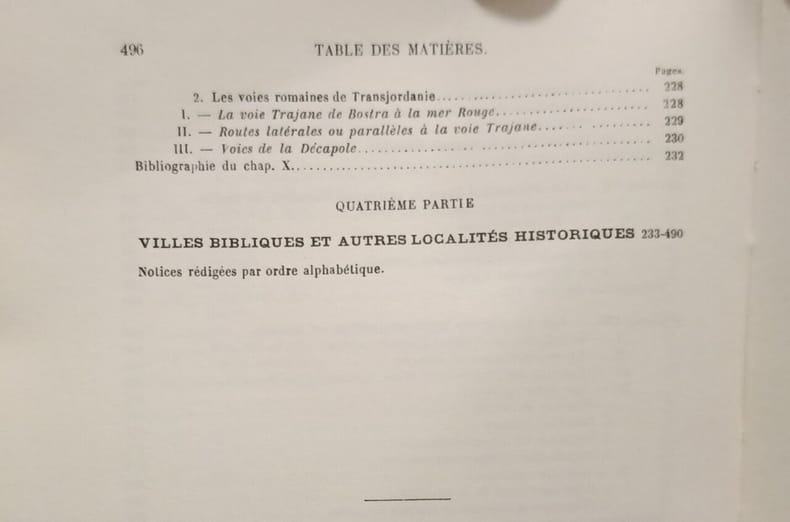 496 TABLE DES MATIÈRES.
Pages.
2. Les voies romaines de Transjordanie 228
I. — La voie Trajane de Bostra à la mer Rouge 228
II. — Routes latérales ou parallèles à la voie Trajane 229
III. — Voies de la Décapole 230
Bibliographie du chap. X. 232
QUATRIÈME PARTIE
VILLES BIBLIQUES ET AUTRES LOCALITÉS HISTORIQUES 233-490
Notices rédigées par ordre alphabétique.